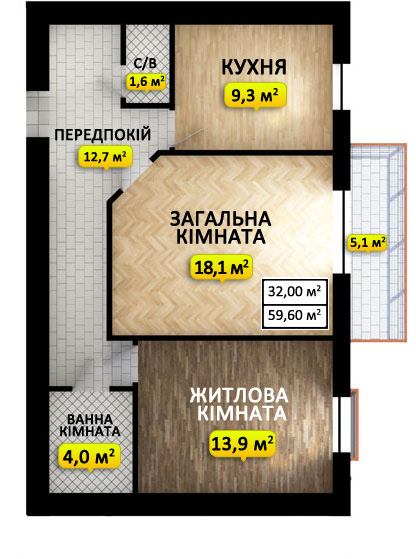 С/В
1,6 м²
КУХНЯ
9,3 м²
ПЕРЕДПОКІЙ
12,7 м²
ЗАГАЛЬНА
КІМНАТА
18,1 м²
5,1 м²
32,00 м²
59,60 м²
ЖИТЛОВА
КІМНАТА
13,9 м²
ВАННА
КІМНАТА
4,0 м²